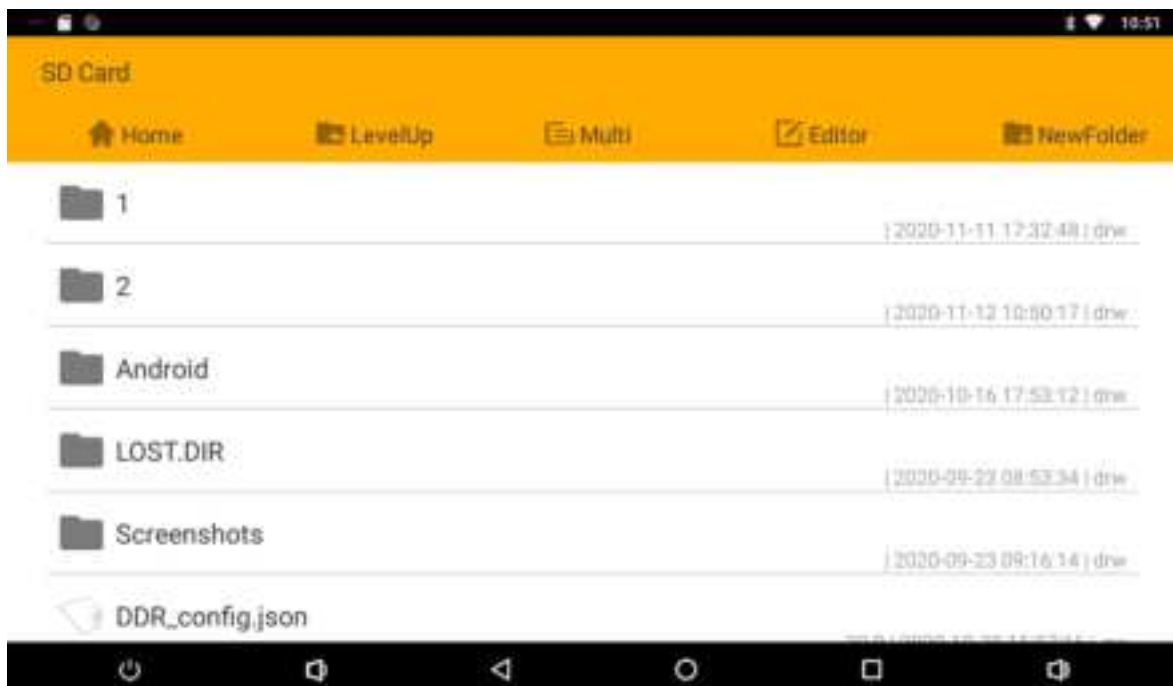 10:51
SD Card
Home LevelUp Multi Editor NewFolder
1
| 2020-11-11 17:32:48 | drw
2
| 2020-11-12 10:50:17 | drw
Android
| 2020-10-16 17:53:12 | drw
LOST.DIR
| 2020-09-23 08:53:34 | drw
Screenshots
| 2020-09-23 09:16:14 | drw
DDR_config.json